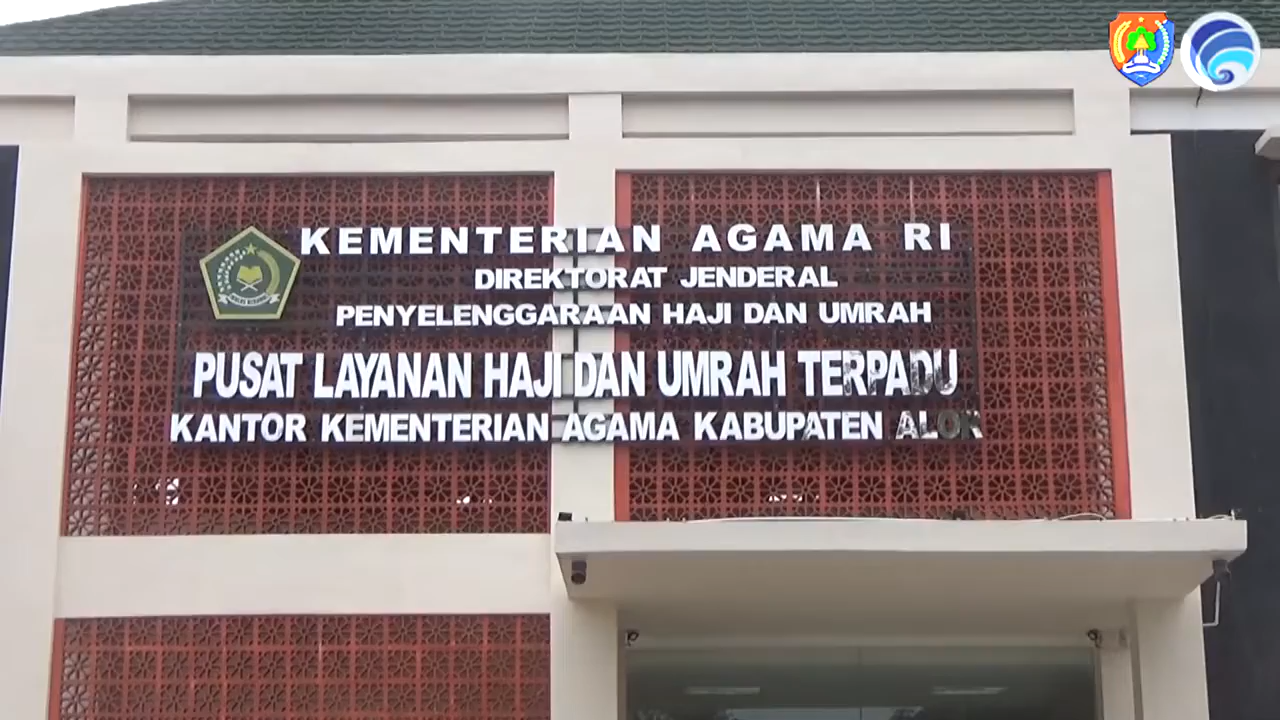 KEMENTERIAN AGAMA RI
DIREKTORAT JENDERAL
PENYELENGGARAAN HAJI DAN UMRAH
PUSAT LAYANAN HAJI DAN UMRAH TERPADU
KANTOR KEMENTERIAN AGAMA KABUPATEN ALOR